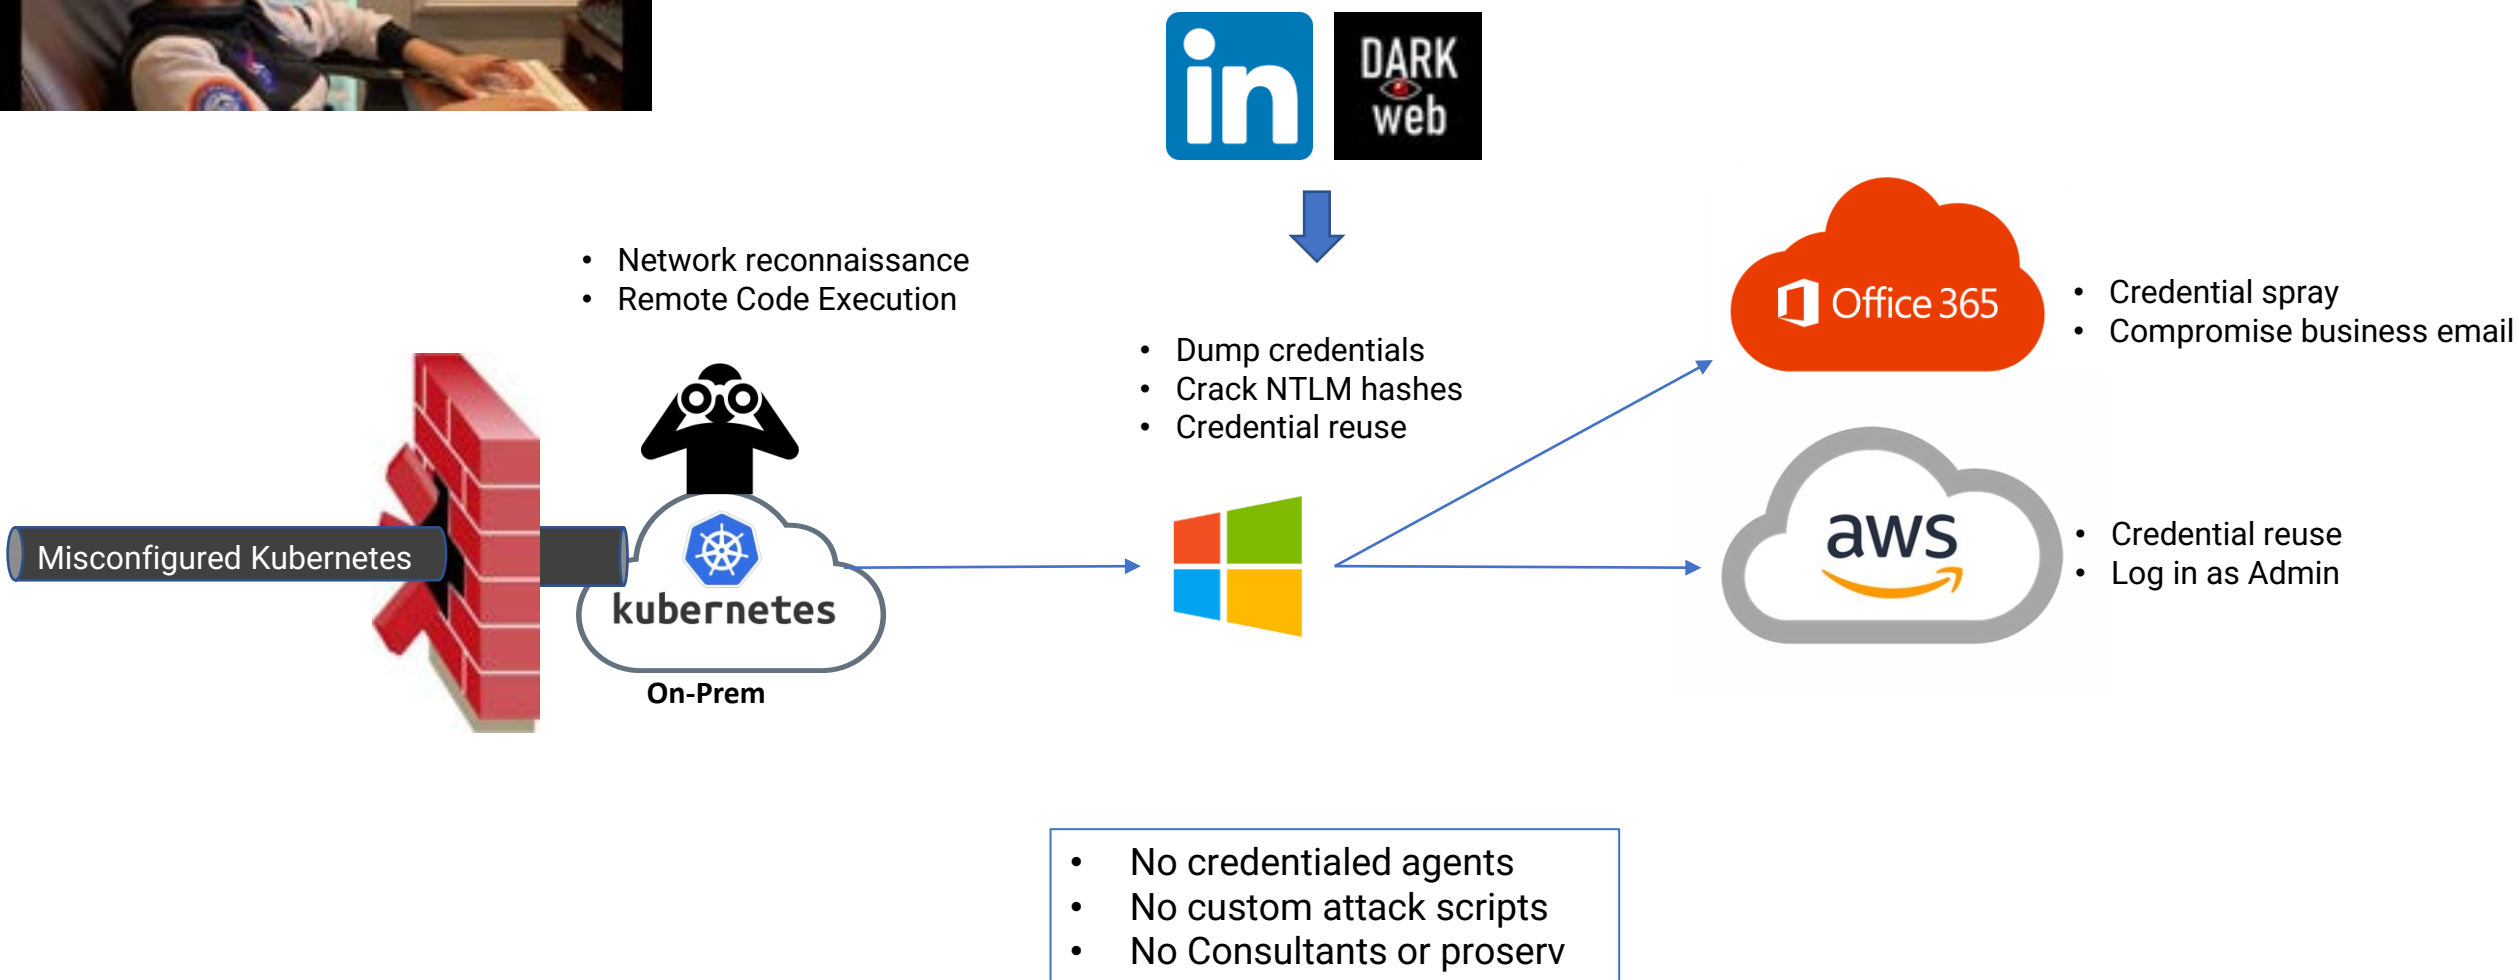 in
DARK
web
• Network reconnaissance
• Remote Code Execution
• Dump credentials
• Crack NTLM hashes
• Credential reuse
Office 365
• Credential spray
• Compromise business email
Misconfigured Kubernetes
kubernetes
On-Prem
aws
• Credential reuse
• Log in as Admin
• No credentialed agents
• No custom attack scripts
• No Consultants or proserv